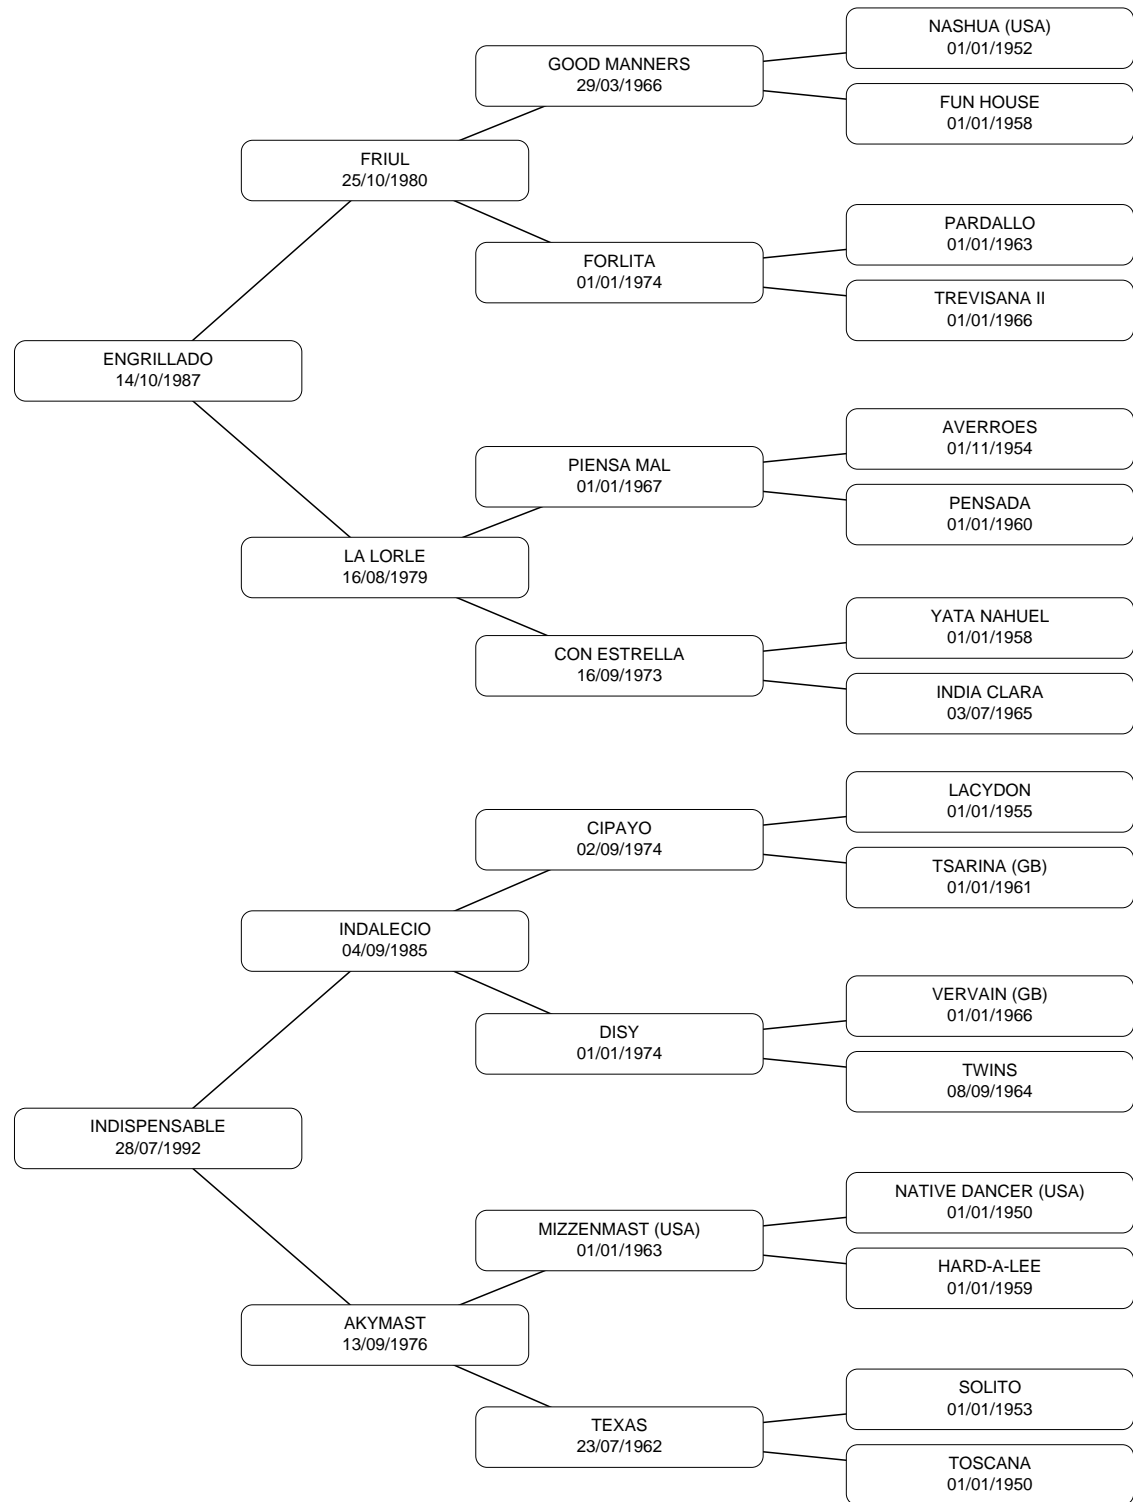 NASHUA (USA)
01/01/1952
GOOD MANNERS
29/03/1966
FUN HOUSE
01/01/1958
FRIUL
25/10/1980
PARDALLO
01/01/1963
FORLITA
01/01/1974
TREVISANA II
01/01/1966
ENGRILLADO
14/10/1987
AVERROES
01/11/1954
PIENSA MAL
01/01/1967
PENSADA
01/01/1960
LA LORLE
16/08/1979
YATA NAHUEL
01/01/1958
CON ESTRELLA
16/09/1973
INDIA CLARA
03/07/1965
LACYDON
01/01/1955
CIPAYO
02/09/1974
TSARINA (GB)
01/01/1961
INDALECIO
04/09/1985
VERVAIN (GB)
01/01/1966
DISY
01/01/1974
TWINS
08/09/1964
INDISPENSABLE
28/07/1992
NATIVE DANCER (USA)
01/01/1950
MIZZENMAST (USA)
01/01/1963
HARD-A-LEE
01/01/1959
AKYMAST
13/09/1976
SOLITO
01/01/1953
TEXAS
23/07/1962
TOSCANA
01/01/1950